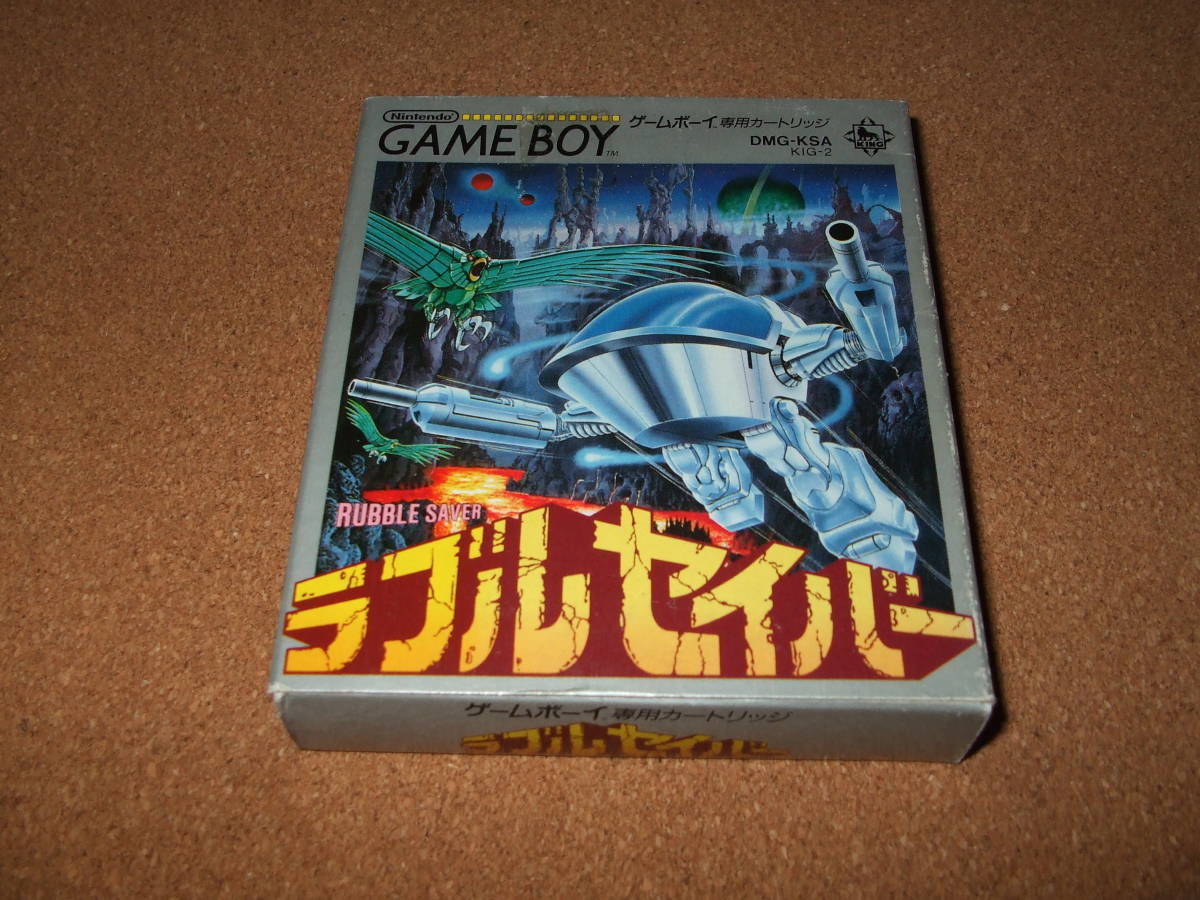 Nintendo
GAME BOY TM
ゲームボーイ専用カートリッジ
DMG-KSA
KIG-2
KING
RUBBLE SAVER
ラブルセイバー
ゲームボーイ専用カートリッジ
ラブルセイバー